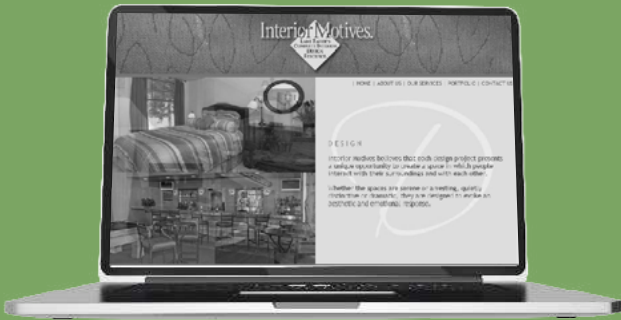 Interior Motives.
| HOME | ABOUT US | OUR SERVICES | PORTFOLIO | CONTACT US
DESIGN
Interior Motives believes that each design project presents
a unique opportunity to create a space in which people
interact with their surroundings and with each other.
Whether the spaces are serene or arresting, quietly
distinctive or dramatic, they are designed to evoke an
aesthetic and emotional response.